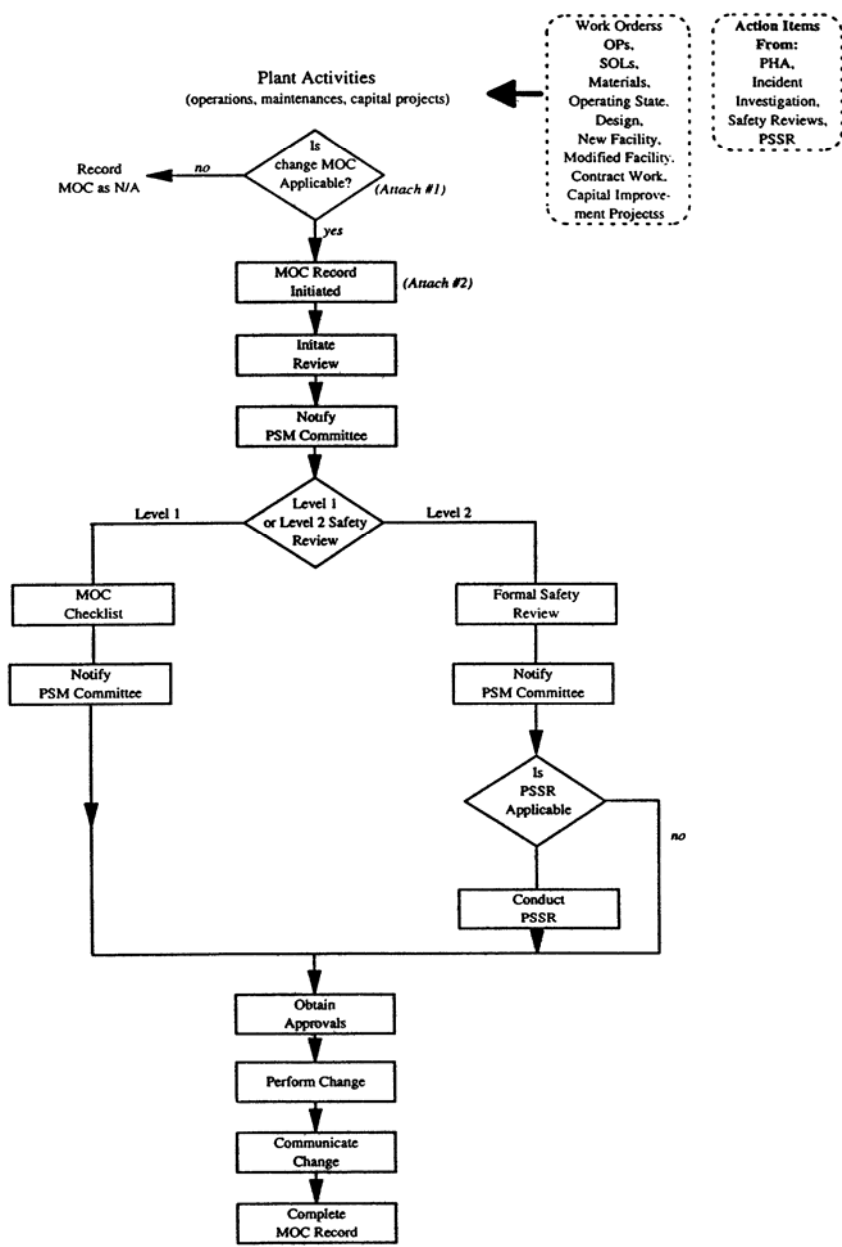 Work Orderss
OPs,
SOLs,
Materials,
Operating State,
Design,
New Facility,
Modified Facility,
Contract Work,
Capital Improve-
ment Projectss
Action Items
From:
PHA,
Incident
Investigation,
Safety Reviews,
PSSR
Plant Activities
(operations, maintenances, capital projects)
Is
change MOC
Applicable?
(Attach #1)
no
Record
MOC as N/A
yes
MOC Record
Initiated
(Attach #2)
Initate
Review
Notify
PSM Committee
Level 1
or Level 2 Safety
Review
Level 1
Level 2
MOC
Checklist
Formal Safety
Review
Notify
PSM Committee
Notify
PSM Committee
Is
PSSR
Applicable
no
Conduct
PSSR
Obtain
Approvals
Perform Change
Communicate
Change
Complete
MOC Record